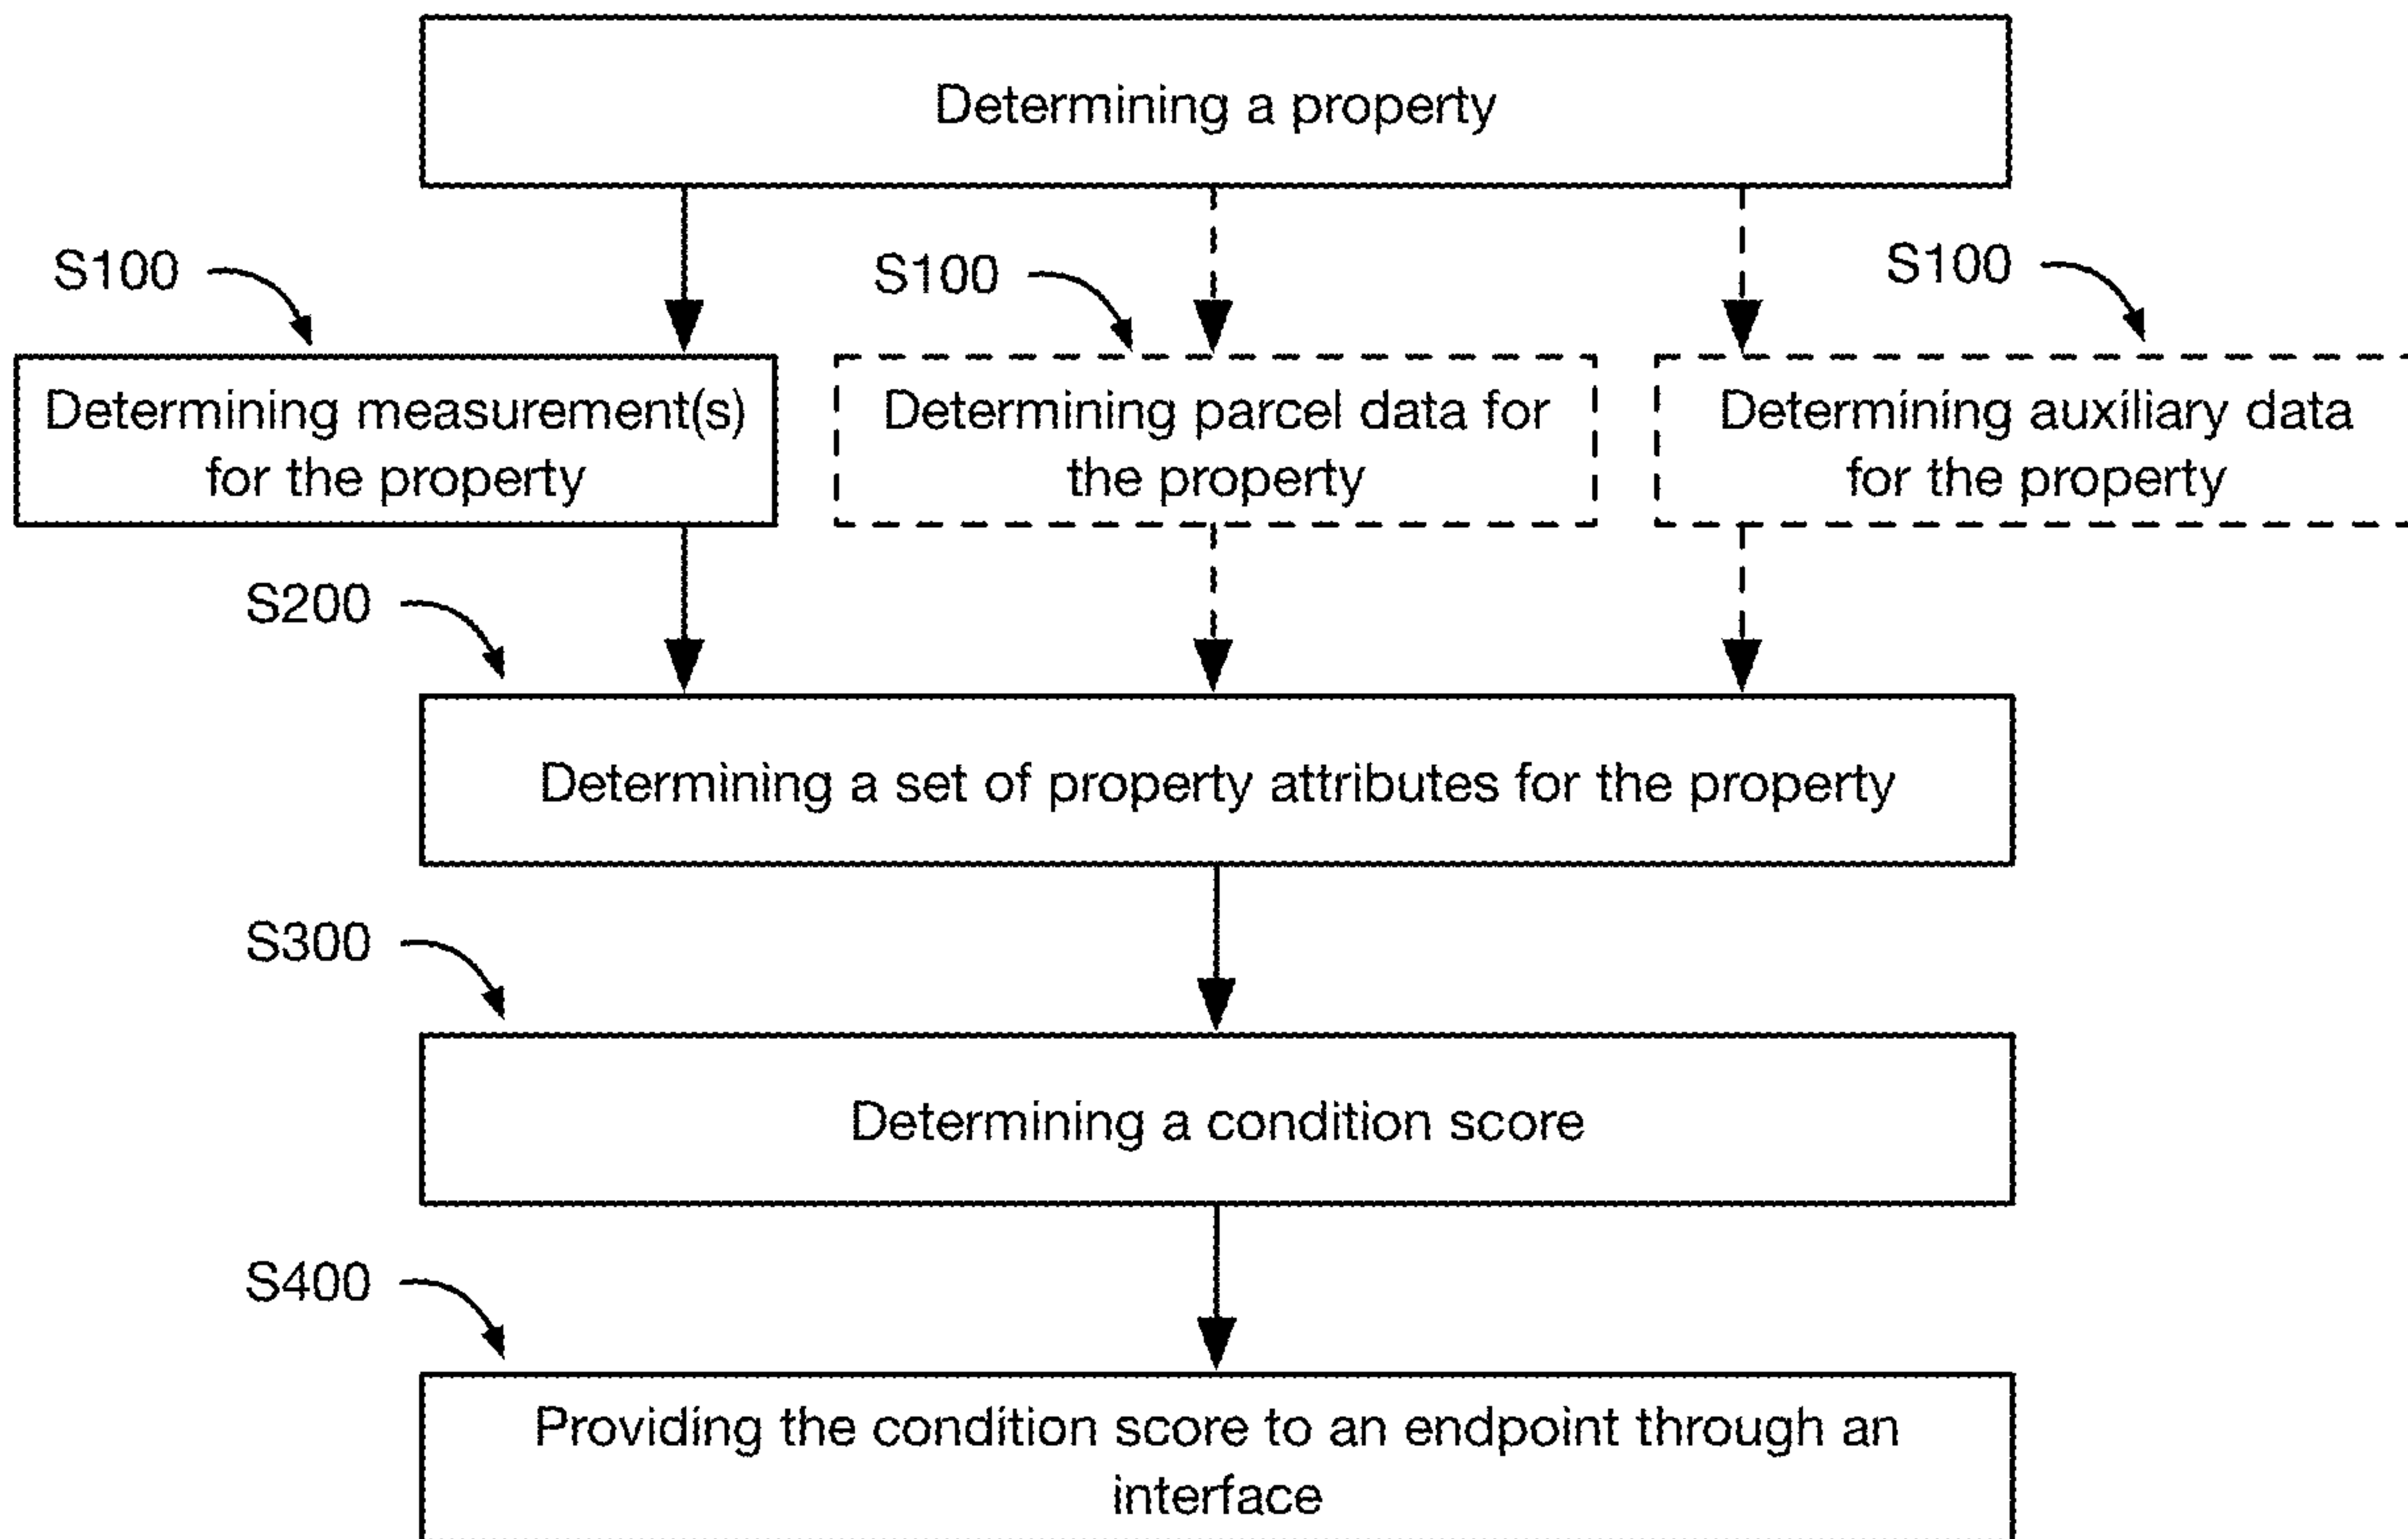 Determining a property
S100
S100
S100
Determining measurement(s)
for the property
Determining parcel data for
the property
Determining auxiliary data
for the property
S200
Determining a set of property attributes for the property
S300
Determining a condition score
S400
Providing the condition score to an endpoint through an
interface